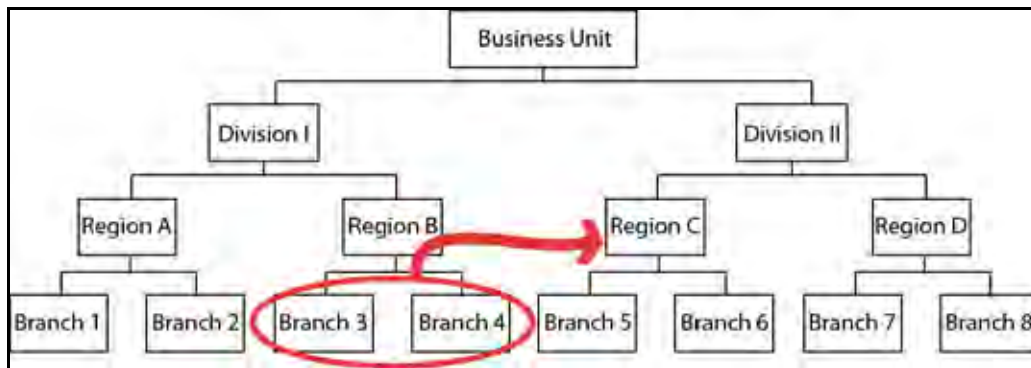 Business Unit
Division I
Division II
Region A
Region B
Region C
Region D
Branch 1
Branch 2
Branch 3
Branch 4
Branch 5
Branch 6
Branch 7
Branch 8